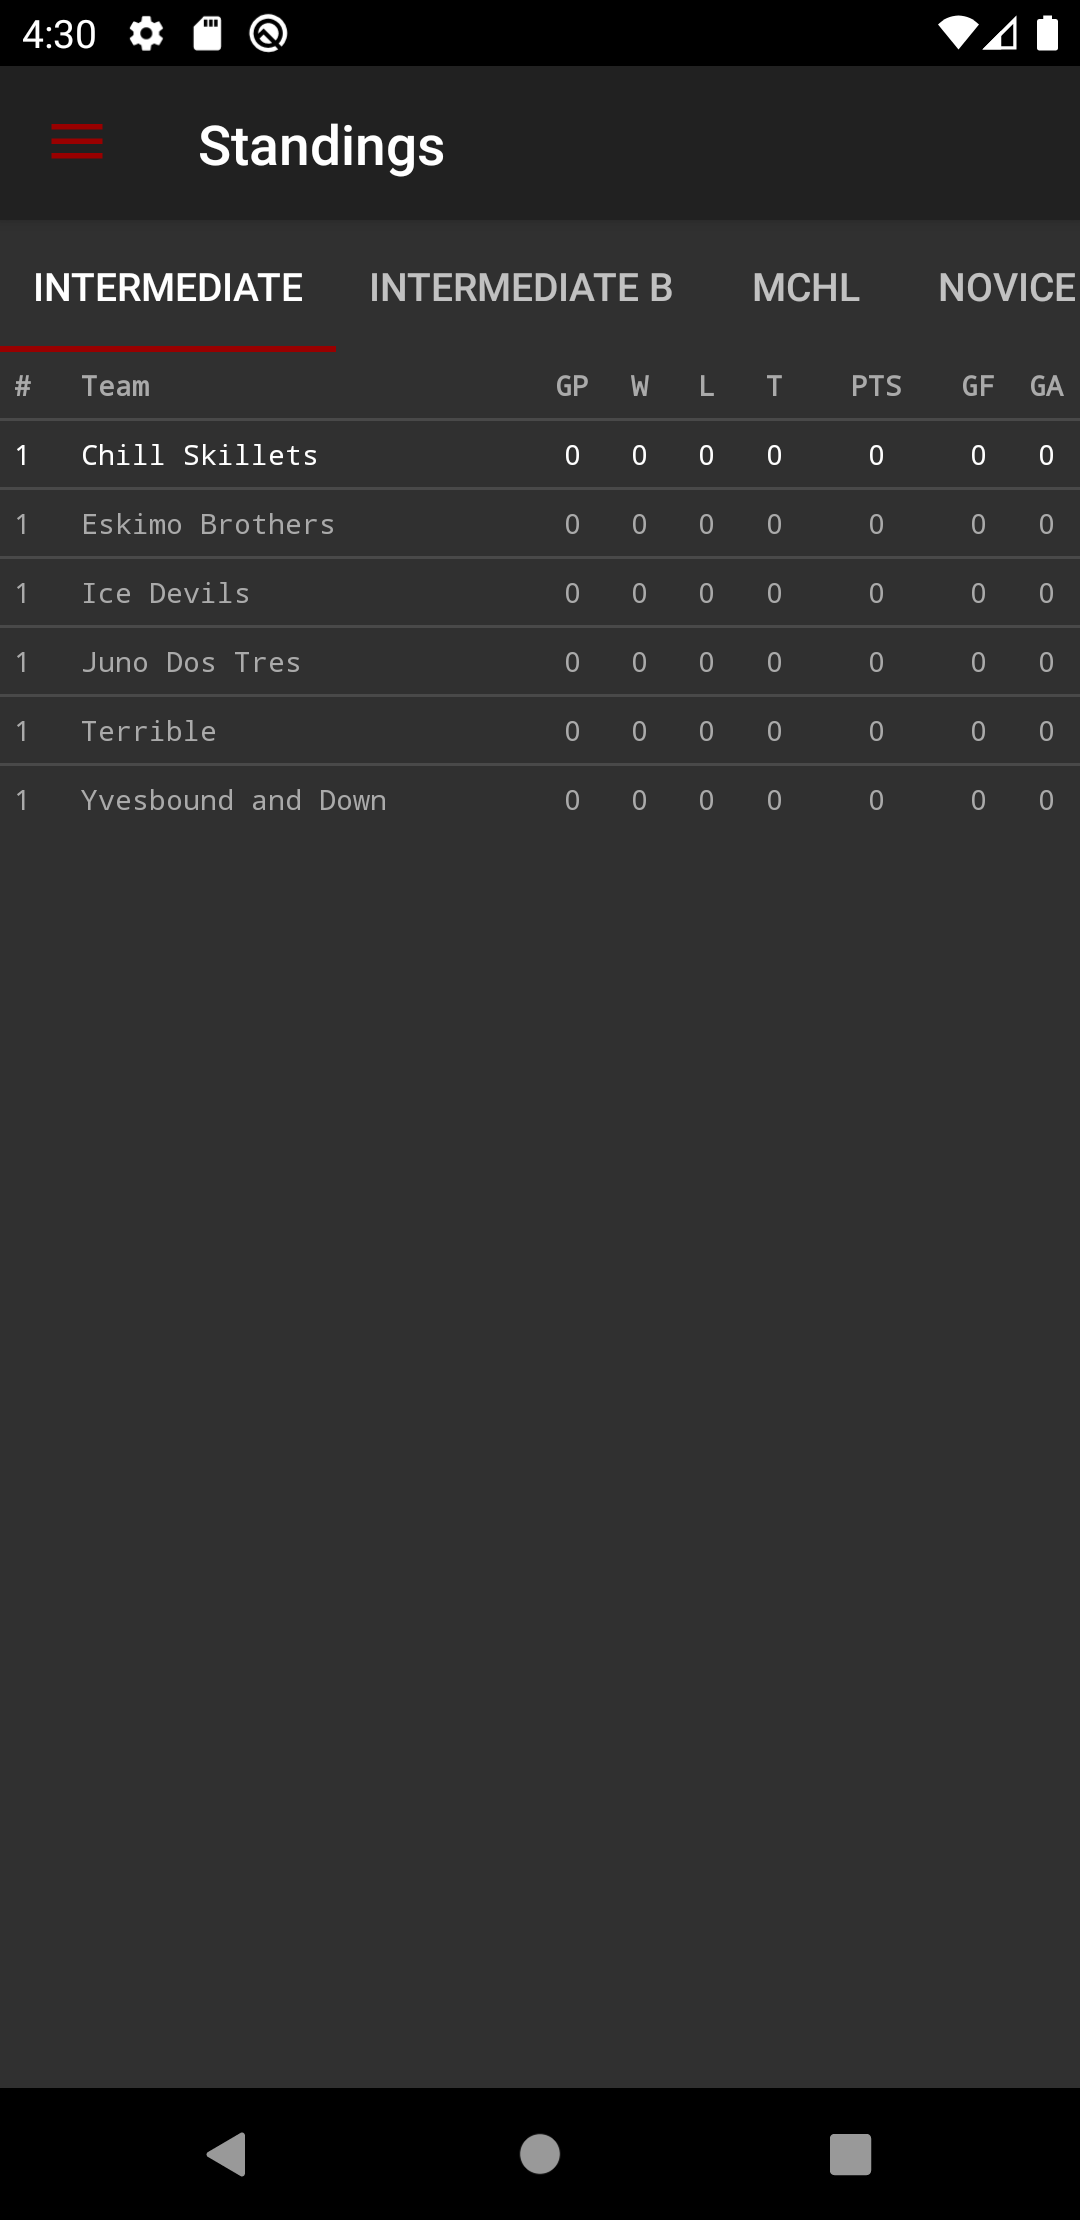 4:30
Standings
INTERMEDIATE INTERMEDIATE B MCHL NOVICE
# Team GP W L T PTS GF GA
1 Chill Skillets 0 0 0 0 0 0 0
1 Eskimo Brothers 0 0 0 0 0 0 0
1 Ice Devils 0 0 0 0 0 0 0
1 Juno Dos Tres 0 0 0 0 0 0 0
1 Terrible 0 0 0 0 0 0 0
1 Yvesbound and Down 0 0 0 0 0 0 0